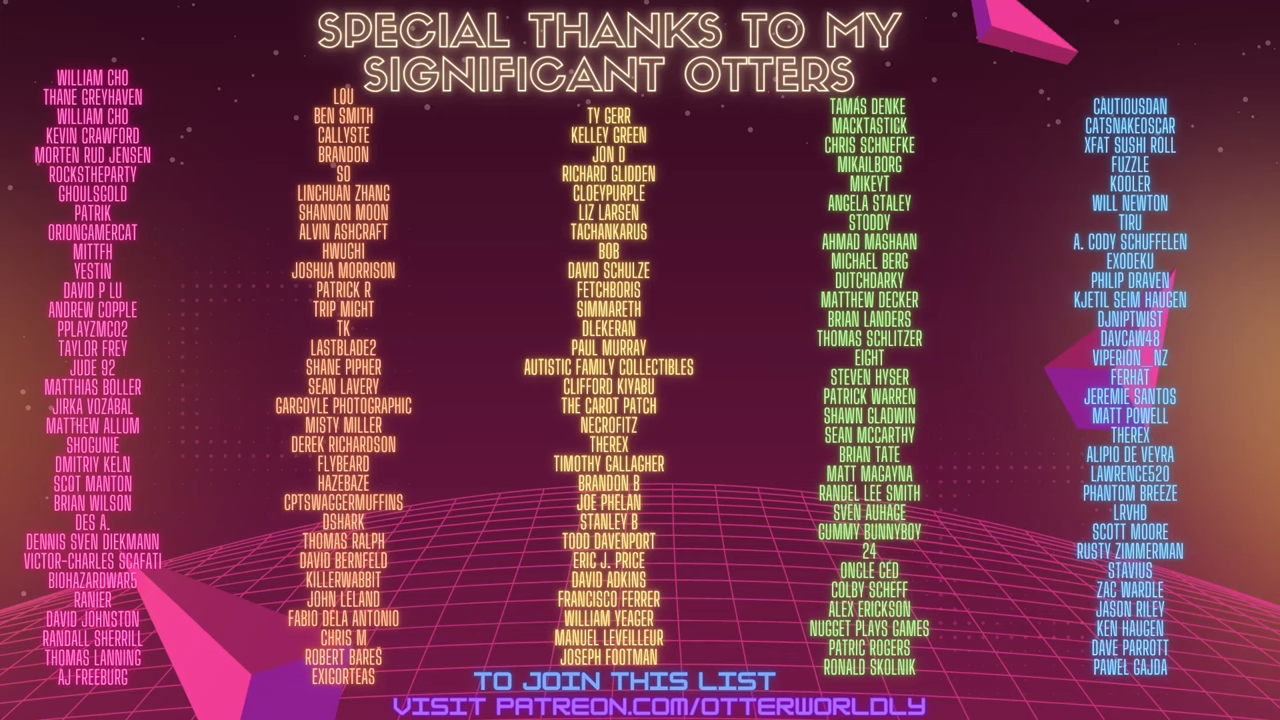 SPECIAL THANKS TO MY
SIGNIFICANT OTTERS
WILLIAM CHO
THANE GREYHAVEN
WILLIAM CHO
KEVIN CRAWFORD
MORTEN RUD JENSEN
ROCKSTHEPARTY
GHOULSGOLD
PATRIK
ORIONGAMERCAT
MITTFH
YESTIN
DAVID P LU
ANDREW COPPLE
PPLAYZMC02
TAYLOR FREY
JUDE 92
MATTHIAS BOLLER
JIRKA VOZÁBAL
MATTHEW ALLUM
SHOGUNIE
DMITRIY KELN
SCOT MANTON
BRIAN WILSON
DES A.
DENNIS SVEN DIEKMANN
VICTOR-CHARLES SCAFATI
BIOHAZARDWAR5
RANIER
DAVID JOHNSTON
RANDALL SHERRILL
THOMAS LANNING
AJ FREEBURG
LOU
BEN SMITH
CALLYSTE
BRANDON
SO
LINCHUAN ZHANG
SHANNON MOON
ALVIN ASHCRAFT
HWUGHT
JOSHUA MORRISON
PATRICK R
TRIP MIGHT
TK
LASTBLADE2
SHANE PIPHER
SEAN LAVERY
GARGOYLE PHOTOGRAPHIC
MISTY MILLER
DEREK RICHARDSON
FLYBEARD
HAZEBAZE
CPTSWAGGERMUFFINS
DSHARK
THOMAS RALPH
DAVID BERNFELD
KILLERWABBIT
JOHN LELAND
FABIO DELA ANTONIO
CHRIS M
ROBERT BAREŠ
EXIGORTEAS
TY GERR
KELLEY GREEN
JON D
RICHARD GLIDDEN
CLOEYPURPLE
LIZ LARSEN
TACHANKARUS
BOB
DAVID SCHULZE
FETCHBORIS
SIMMARETH
DLEKERAN
PAUL MURRAY
AUTISTIC FAMILY COLLECTIBLES
CLIFFORD KIYABU
THE CAROT PATCH
NECROFITZ
THEREX
TIMOTHY GALLAGHER
BRANDON B
JOE PHELAN
STANLEY B
TODD DAVENPORT
ERIC J. PRICE
DAVID ADKINS
FRANCISCO FERRER
WILLIAM YEAGER
MANUEL LEVEILLEUR
JOSEPH FOOTMAN
TAMÁS DENKE
MACKTASTICK
CHRIS SCHNEFKE
MIKAILBORG
MIKEYT
ANGELA STALEY
STODDY
AHMAD MASHAAN
MICHAEL BERG
DUTCHDARKY
MATTHEW DECKER
BRIAN LANDERS
THOMAS SCHLITZER
EIGHT
STEVEN HYSER
PATRICK WARREN
SHAWN GLADWIN
SEAN MCCARTHY
BRIAN TATE
MATT MAGAYNA
RANDEL LEE SMITH
SVEN AUHAGE
GUMMY BUNNYBOY
24
ONCLE CED
COLBY SCHEFF
ALEX ERICKSON
NUGGET PLAYS GAMES
PATRIC ROGERS
RONALD SKOLNIK
CAUTIOUSDAN
CATSNAKEOSCAR
XFAT SUSHI ROLL
FUZZLE
KOOLER
WILL NEWTON
TIRU
A. CODY SCHUFFELEN
EXODEKU
PHILIP DRAVEN
KJETIL SEIM HAUGEN
DJNIPTWIST
DAVCAW48
VIPERION__NZ
FERHAT
JEREMIE SANTOS
MATT POWELL
THEREX
ALIPIO DE VEYRA
LAWRENCE520
PHANTOM BREEZE
LRVHD
SCOTT MOORE
RUSTY ZIMMERMAN
STAVIUS
ZAC WARDLE
JASON RILEY
KEN HAUGEN
DAVE PARROTT
PAWEL GAJDA
TO JOIN THIS LIST
VISIT PATREON.COM/OTTERWORLDLY